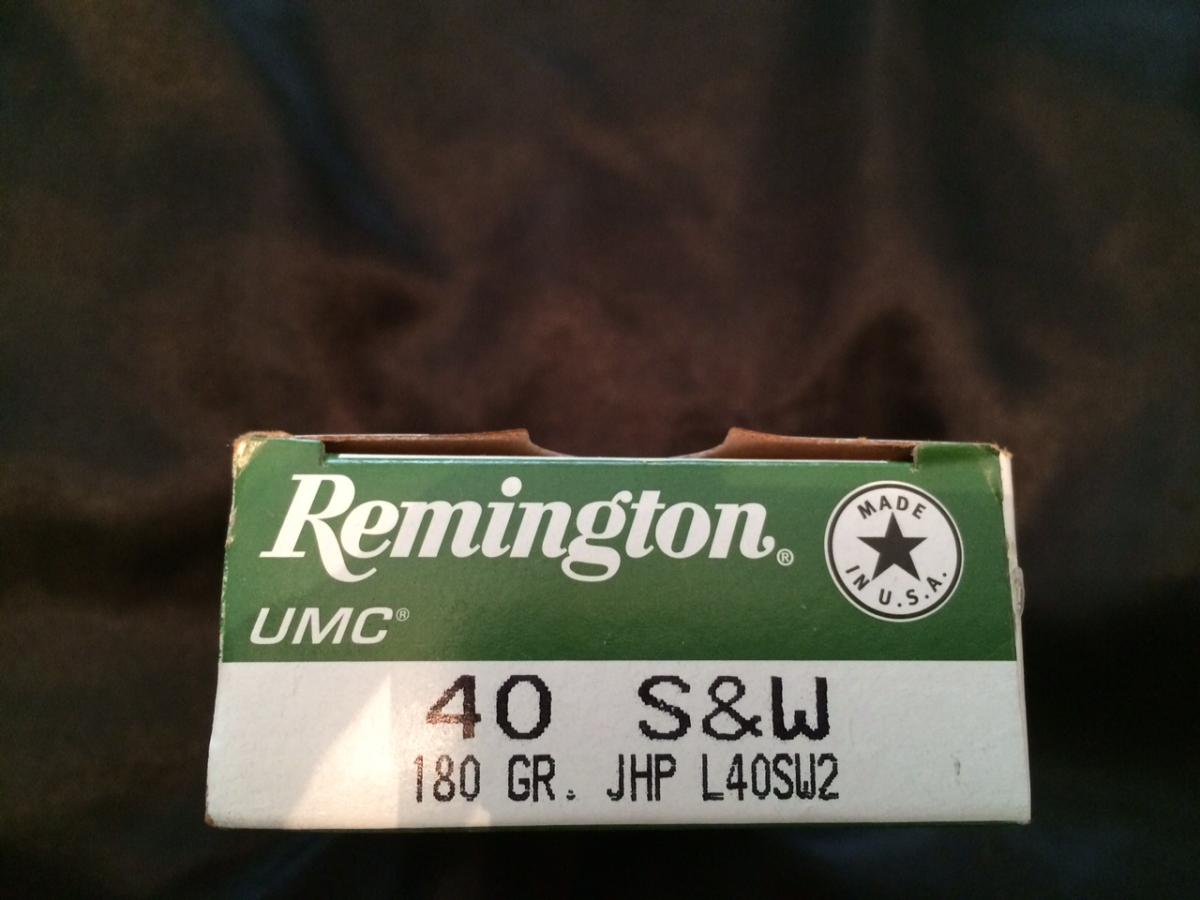 Remington®
MADE
IN U.S.A.
UMC®
40 S&W
180 GR. JHP L40SW2